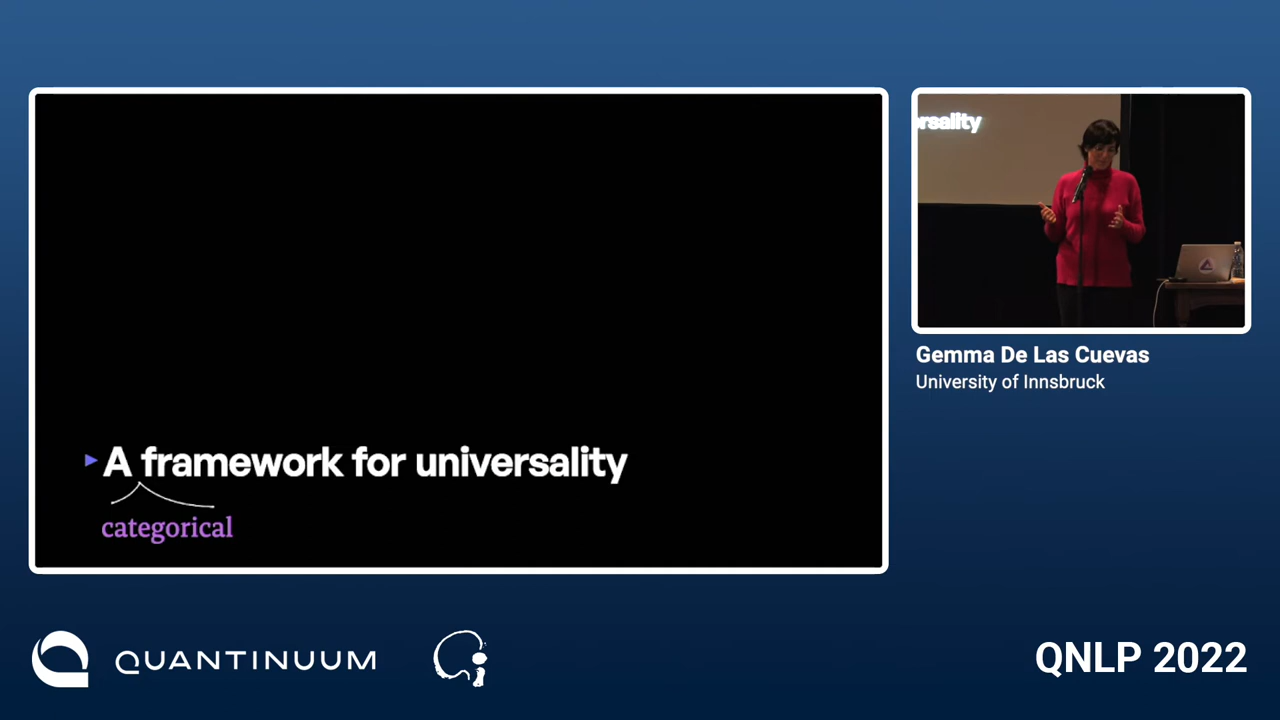 rsality
Gemma De Las Cuevas
University of Innsbruck
A framework for universality
categorical
QUANTINUUM
QNLP 2022